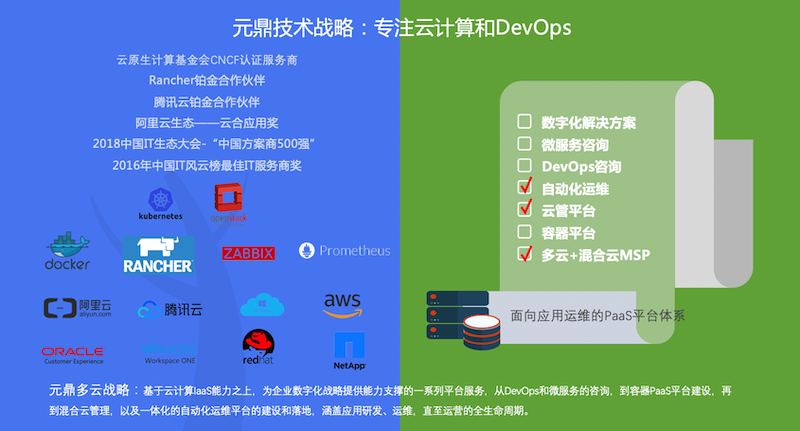 元鼎技术战略：专注云计算和DevOps
云原生计算基金会CNCF认证服务商
Rancher铂金合作伙伴
腾讯云铂金合作伙伴
阿里云生态——云合应用奖
2018中国IT生态大会-“中国方案商500强”
2016年中国IT风云榜最佳IT服务商奖
kubernetes
openstack
docker
RANCHER
ZABBIX
Prometheus
阿里云
aliyun.com
腾讯云
aws
ORACLE
Customer Experience
Workspace ONE
redhat
NetApp
数字化解决方案
微服务咨询
DevOps咨询
自动化运维
云管平台
容器平台
多云+混合云MSP
面向应用运维的PaaS平台体系
元鼎多云战略：基于云计算IaaS能力之上，为企业数字化战略提供能力支撑的一系列平台服务，从DevOps和微服务的咨询，到容器PaaS平台建设，再
到混合云管理，以及一体化的自动化运维平台的建设和落地，涵盖应用研发、运维，直至运营的全生命周期。